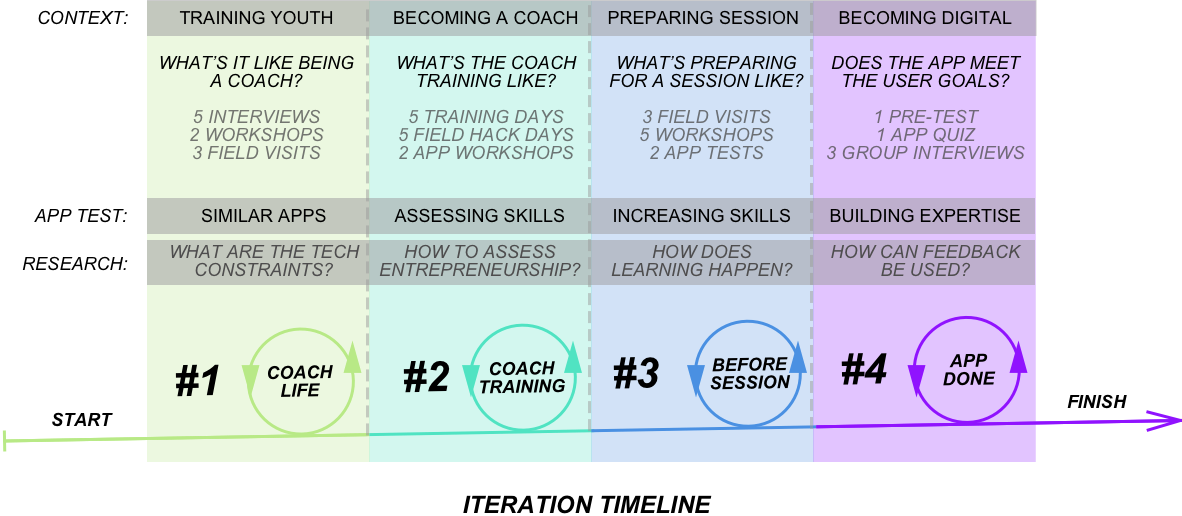 CONTEXT: TRAINING YOUTH BECOMING A COACH PREPARING SESSION BECOMING DIGITAL
WHAT'S IT LIKE BEING
A COACH?
5 INTERVIEWS
2 WORKSHOPS
3 FIELD VISITS
WHAT'S THE COACH
TRAINING LIKE?
5 TRAINING DAYS
5 FIELD HACK DAYS
2 APP WORKSHOPS
WHAT'S PREPARING
FOR A SESSION LIKE?
3 FIELD VISITS
5 WORKSHOPS
2 APP TESTS
DOES THE APP MEET
THE USER GOALS?
1 PRE-TEST
1 APP QUIZ
3 GROUP INTERVIEWS
APP TEST: SIMILAR APPS ASSESSING SKILLS INCREASING SKILLS BUILDING EXPERTISE
RESEARCH:
WHAT ARE THE TECH
CONSTRAINTS?
HOW TO ASSESS
ENTREPRENEURSHIP?
HOW DOES
LEARNING HAPPEN?
HOW CAN FEEDBACK
BE USED?
START
#1
COACH
LIFE
#2
COACH
TRAINING
#3
BEFORE
SESSION
#4
APP
DONE
FINISH
ITERATION TIMELINE